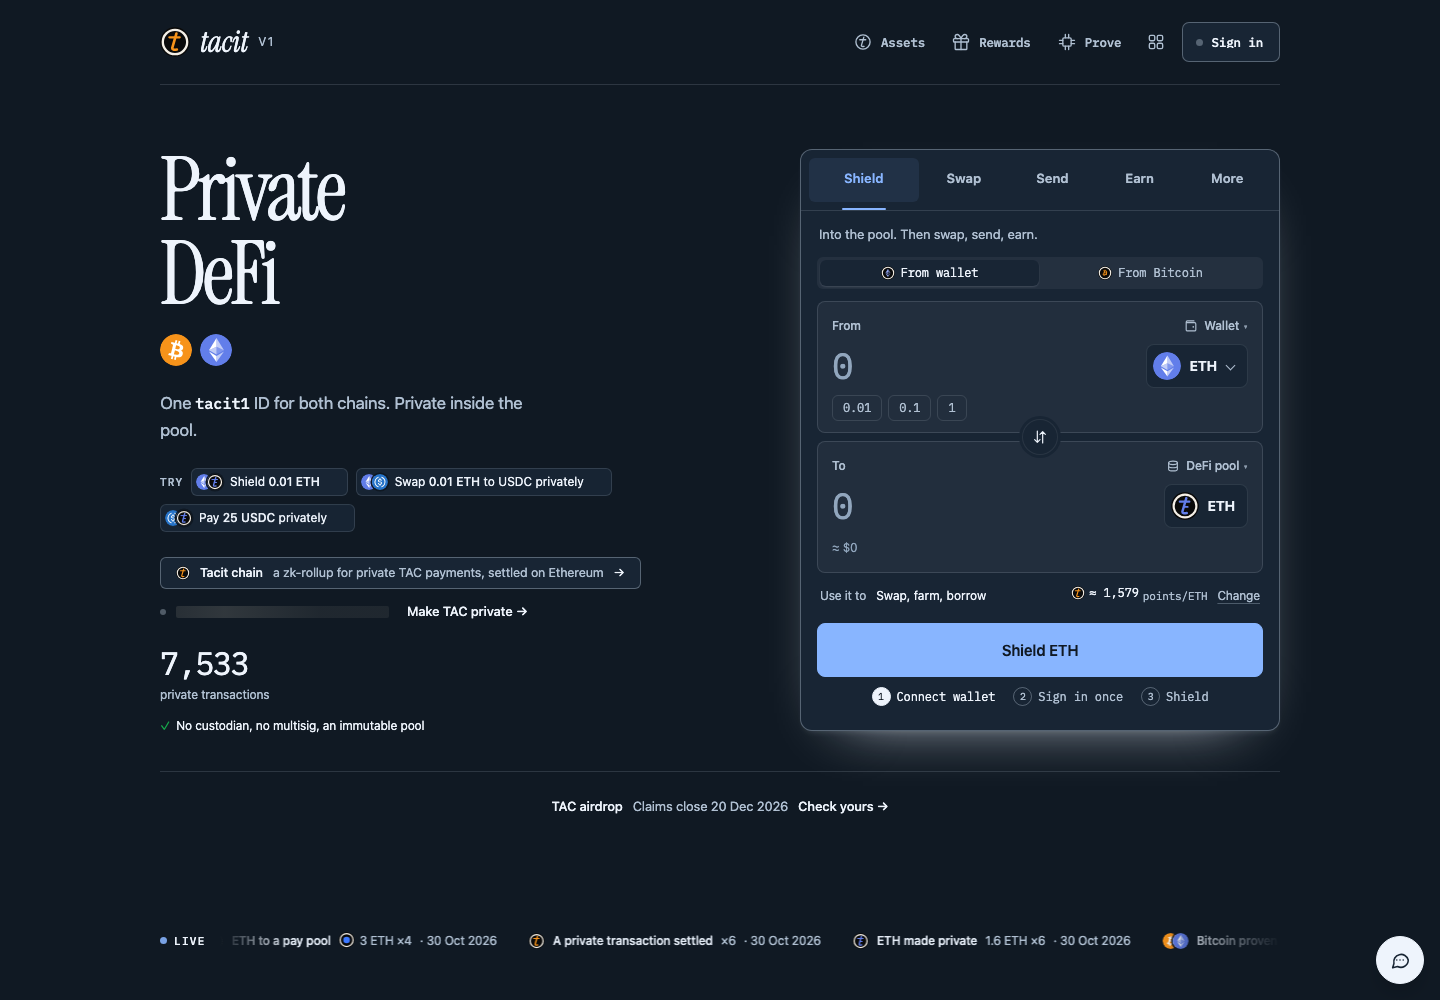 tacit V1
Assets
Rewards
Prove
Sign in
Private
DeFi
One tacit1 ID for both chains. Private inside the
pool.
TRY
Shield 0.01 ETH
Swap 0.01 ETH to USDC privately
Pay 25 USDC privately
Tacit chain a zk-rollup for private TAC payments, settled on Ethereum →
Make TAC private →
7,533
private transactions
✓ No custodian, no multisig, an immutable pool
Shield
Swap
Send
Earn
More
Into the pool. Then swap, send, earn.
From wallet
From Bitcoin
From
Wallet
0
ETH
0.01
0.1
1
To
DeFi pool
0
ETH
≈ $0
Use it to Swap, farm, borrow
≈ 1,579 points/ETH Change
Shield ETH
1 Connect wallet
2 Sign in once
3 Shield
TAC airdrop Claims close 20 Dec 2026 Check yours →
LIVE
ETH to a pay pool 3 ETH ×4 · 30 Oct 2026
A private transaction settled ×6 · 30 Oct 2026
ETH made private 1.6 ETH ×6 · 30 Oct 2026
Bitcoin proven